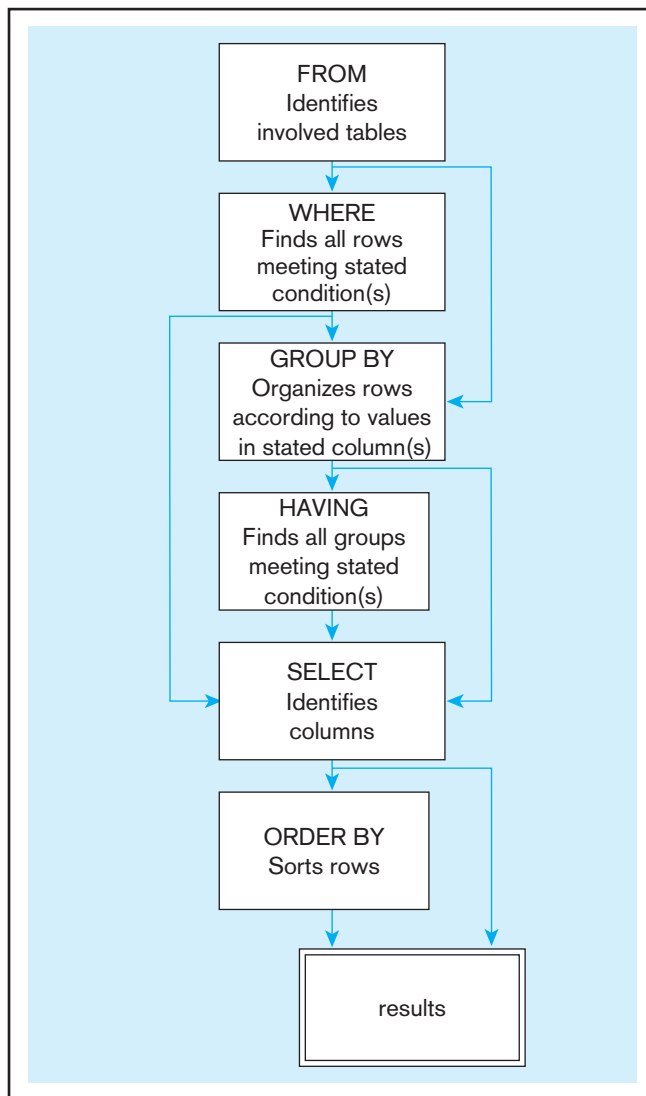 FROM
Identifies
involved tables
WHERE
Finds all rows
meeting stated
condition(s)
GROUP BY
Organizes rows
according to values
in stated column(s)
HAVING
Finds all groups
meeting stated
condition(s)
SELECT
Identifies
columns
ORDER BY
Sorts rows
results